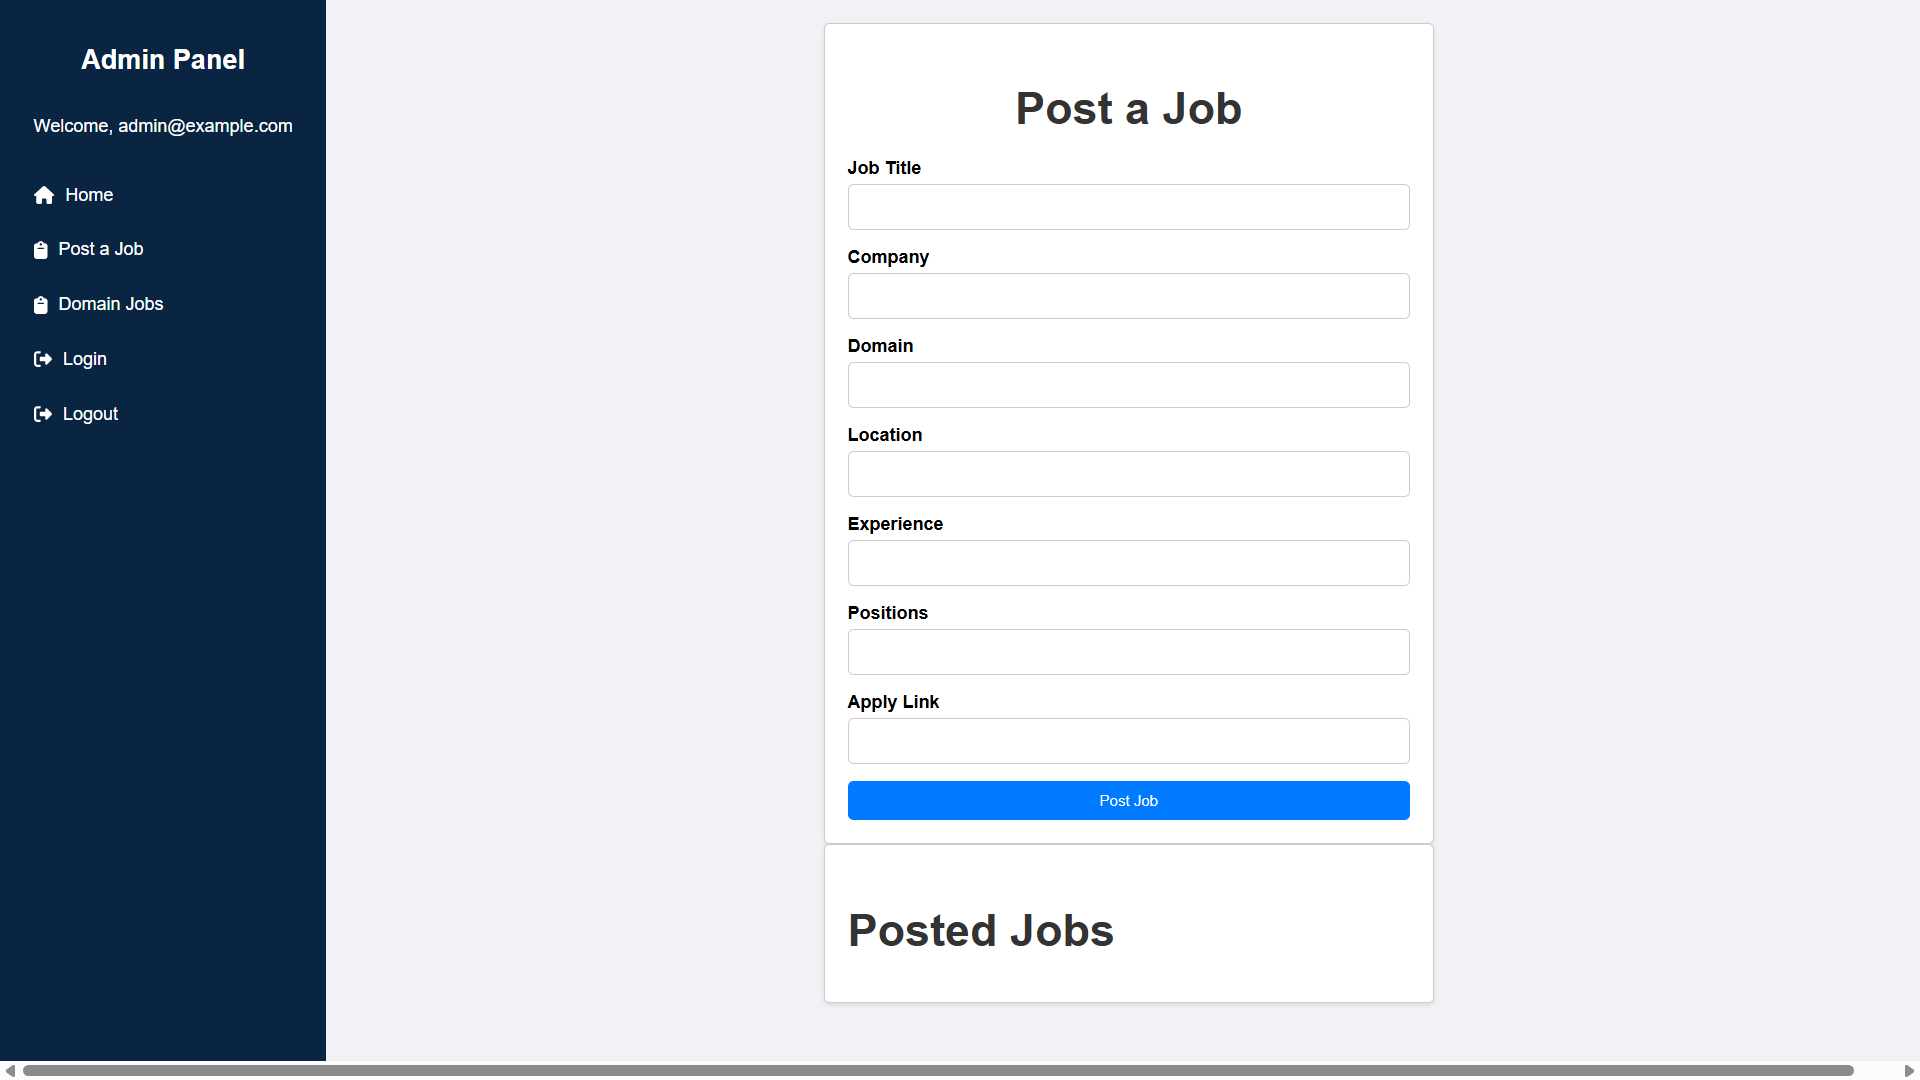 Admin Panel
Welcome, admin@example.com
Home
Post a Job
Domain Jobs
Login
Logout
Post a Job
Job Title
Company
Domain
Location
Experience
Positions
Apply Link
Post Job
Posted Jobs